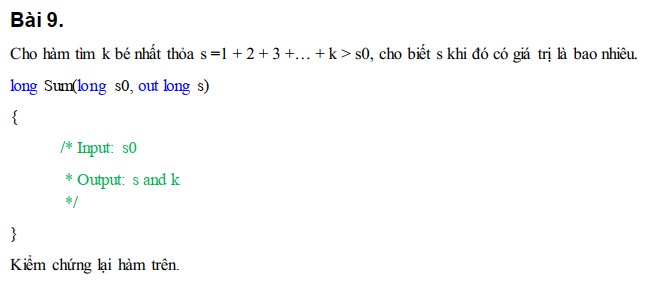 Bài 9.
Cho hàm tìm k bé nhất thỏa s =1 + 2 + 3 +… + k > s0, cho biết s khi đó có giá trị là bao nhiêu.
long Sum(long s0, out long s)
{
/* Input: s0
* Output: s and k
*/
}
Kiểm chứng lại hàm trên.